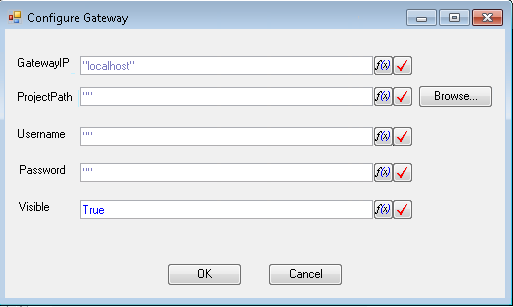 Configure Gateway
GatewayIP "localhost" f(x)
ProjectPath "" f(x) Browse...
Username "" f(x)
Password "" f(x)
Visible True f(x)
OK Cancel